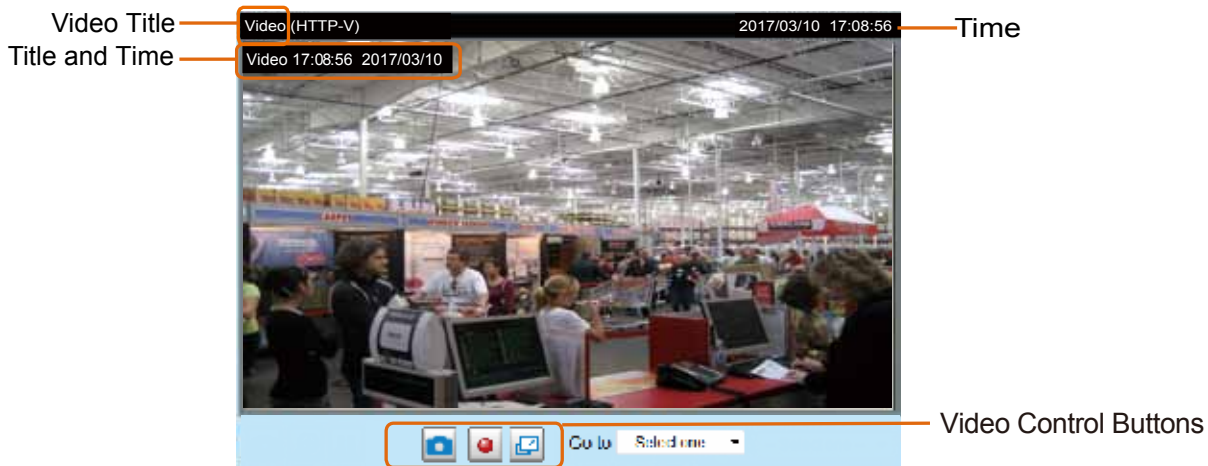 Video Title
Video (HTTP-V)
2017/03/10 17:08:56
Time
Title and Time
Video 17:08:56 2017/03/10
Go to
Select one
Video Control Buttons